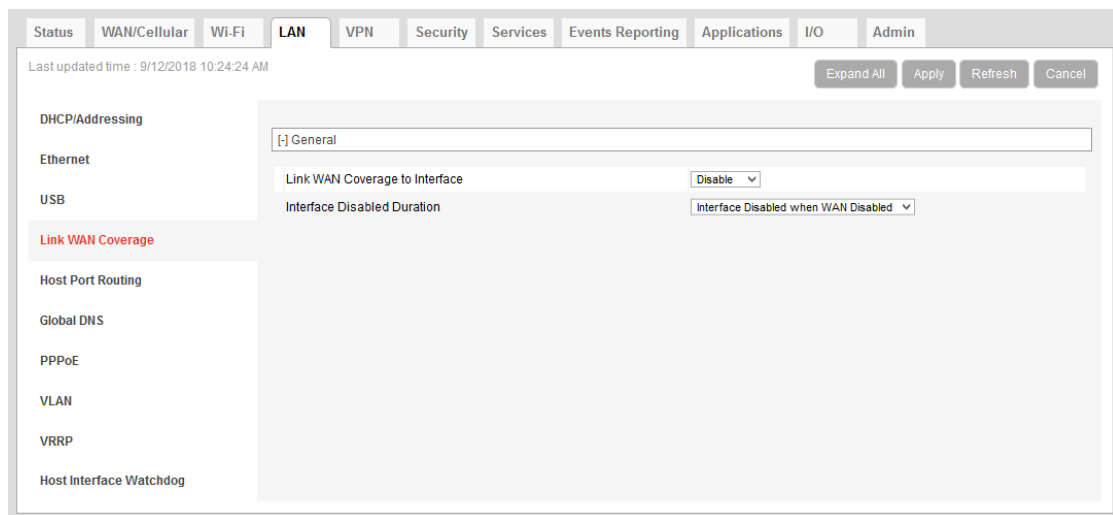 Status WAN/Cellular Wi-Fi LAN VPN Security Services Events Reporting Applications I/O Admin
Last updated time : 9/12/2018 10:24:24 AM
Expand All Apply Refresh Cancel
DHCP/Addressing
Ethernet
USB
Link WAN Coverage
Host Port Routing
Global DNS
PPPoE
VLAN
VRRP
Host Interface Watchdog
[-] General
Link WAN Coverage to Interface Disable
Interface Disabled Duration Interface Disabled when WAN Disabled